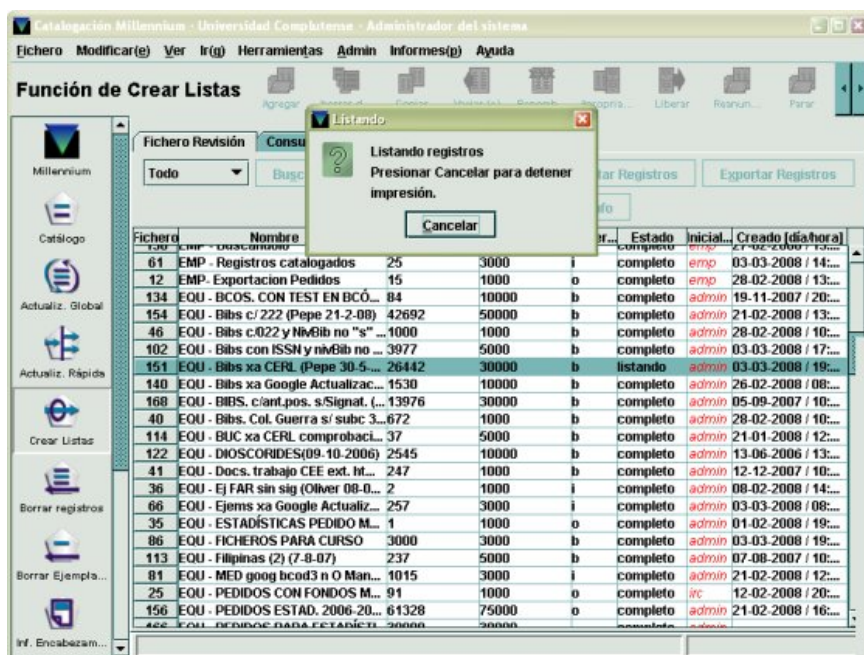 Catalogación Millennium - Universidad Complutense - Administrador del sistema
Fichero Modificar(e) Ver Ir(g) Herramientas Admin Informes(p) Ayuda
Función de Crear Listas
Agregar Copiar Liberar Reanun... Parar
Listando
Listando registros
Presionar Cancelar para detener
impresión.
Cancelar
Millennium
Catálogo
Actualiz. Global
Actualiz. Rápida
Crear Listas
Borrar registros
Borrar Ejempla...
Inf. Encabezam...
Fichero Revisión Consu
Todo Busc tar Registros Exportar Registros
nfo
Fichero Nombre er... Estado Inicial... Creado [día/hora]
61 EMP - Registros catalogados 25 3000 i completo emp 03-03-2008 / 14:...
12 EMP- Exportacion Pedidos 15 1000 o completo emp 28-02-2008 / 13:...
134 EQU - BCOS. CON TEST EN BCÓ... 84 10000 b completo admin 19-11-2007 / 20:...
154 EQU - Bibs c/ 222 (Pepe 21-2-08) 42692 50000 b completo admin 21-02-2008 / 13:...
46 EQU - Bibs c.022 y NivBib no "s" ... 1000 1000 b completo admin 28-02-2008 / 10:...
102 EQU - Bibs con ISSN y nivBib no ... 3977 5000 b completo admin 03-03-2008 / 17:...
151 EQU - Bibs xa CERL (Pepe 30-5-... 26442 30000 b listando admin 03-03-2008 / 19:...
140 EQU - Bibs xa Google Actualizac... 1530 10000 b completo admin 26-02-2008 / 08:...
168 EQU - BIBS. c/ant.pos. s/Signat. (... 13976 30000 b completo admin 05-09-2007 / 10:...
40 EQU - Bibs. Col. Guerra s/ subc 3... 672 1000 b completo admin 28-02-2008 / 10:...
114 EQU - BUC xa CERL comprobaci... 37 5000 b completo admin 21-01-2008 / 12:...
122 EQU - DIOSCORIDES(09-10-2006) 2545 10000 b completo admin 13-06-2006 / 13:...
41 EQU - Docs. trabajo CEE ext. ht... 247 1000 b completo admin 12-12-2007 / 10:...
36 EQU - Ej FAR sin sig (Oliver 08-0... 2 1000 i completo admin 08-02-2008 / 14:...
66 EQU - Ejems xa Google Actualiz... 257 3000 i completo admin 03-03-2008 / 08:...
35 EQU - ESTADÍSTICAS PEDIDO M... 1 1000 o completo admin 01-02-2008 / 19:...
86 EQU - FICHEROS PARA CURSO 3000 3000 b completo admin 03-03-2008 / 19:...
113 EQU - Filipinas (2) (7-8-07) 237 5000 b completo admin 07-08-2007 / 10:...
81 EQU - MED goog bcod3 n O Man... 1015 3000 i completo admin 21-02-2008 / 12:...
25 EQU - PEDIDOS CON FONDOS M... 91 1000 o completo irc 12-02-2008 / 20:...
156 EQU - PEDIDOS ESTAD. 2006-20... 61328 75000 o completo admin 21-02-2008 / 16:...